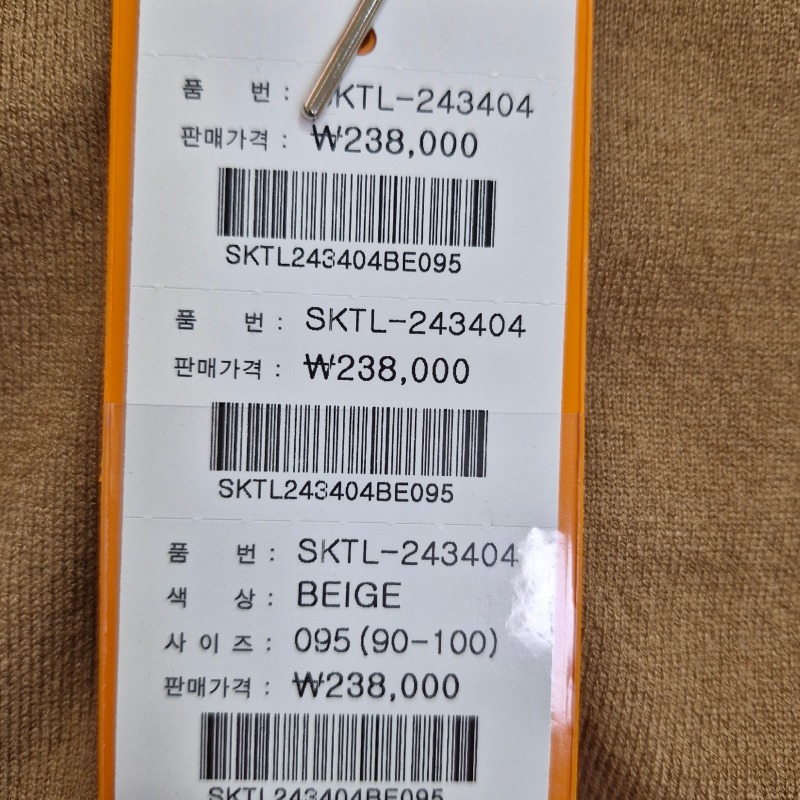 품 번 : SKTL-243404
판매가격 : ₩238,000
SKTL243404BE095
품 번 : SKTL-243404
판매가격 : ₩238,000
SKTL243404BE095
품 번 : SKTL-243404
색 상 : BEIGE
사 이 즈 : 095 (90-100)
판매가격 : ₩238,000
SKTL243404BE095